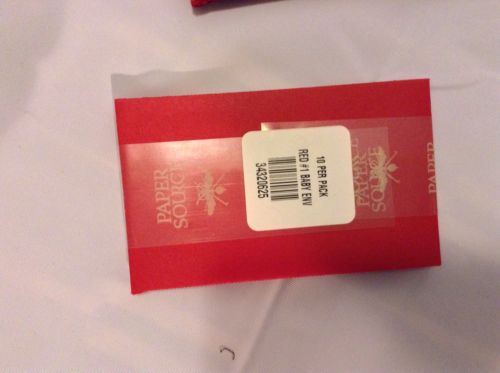 PAPER
SOURCE
10 PER PACK
RED #1 BABY ENV
34320625
PAPER
SOURCE
PAPER